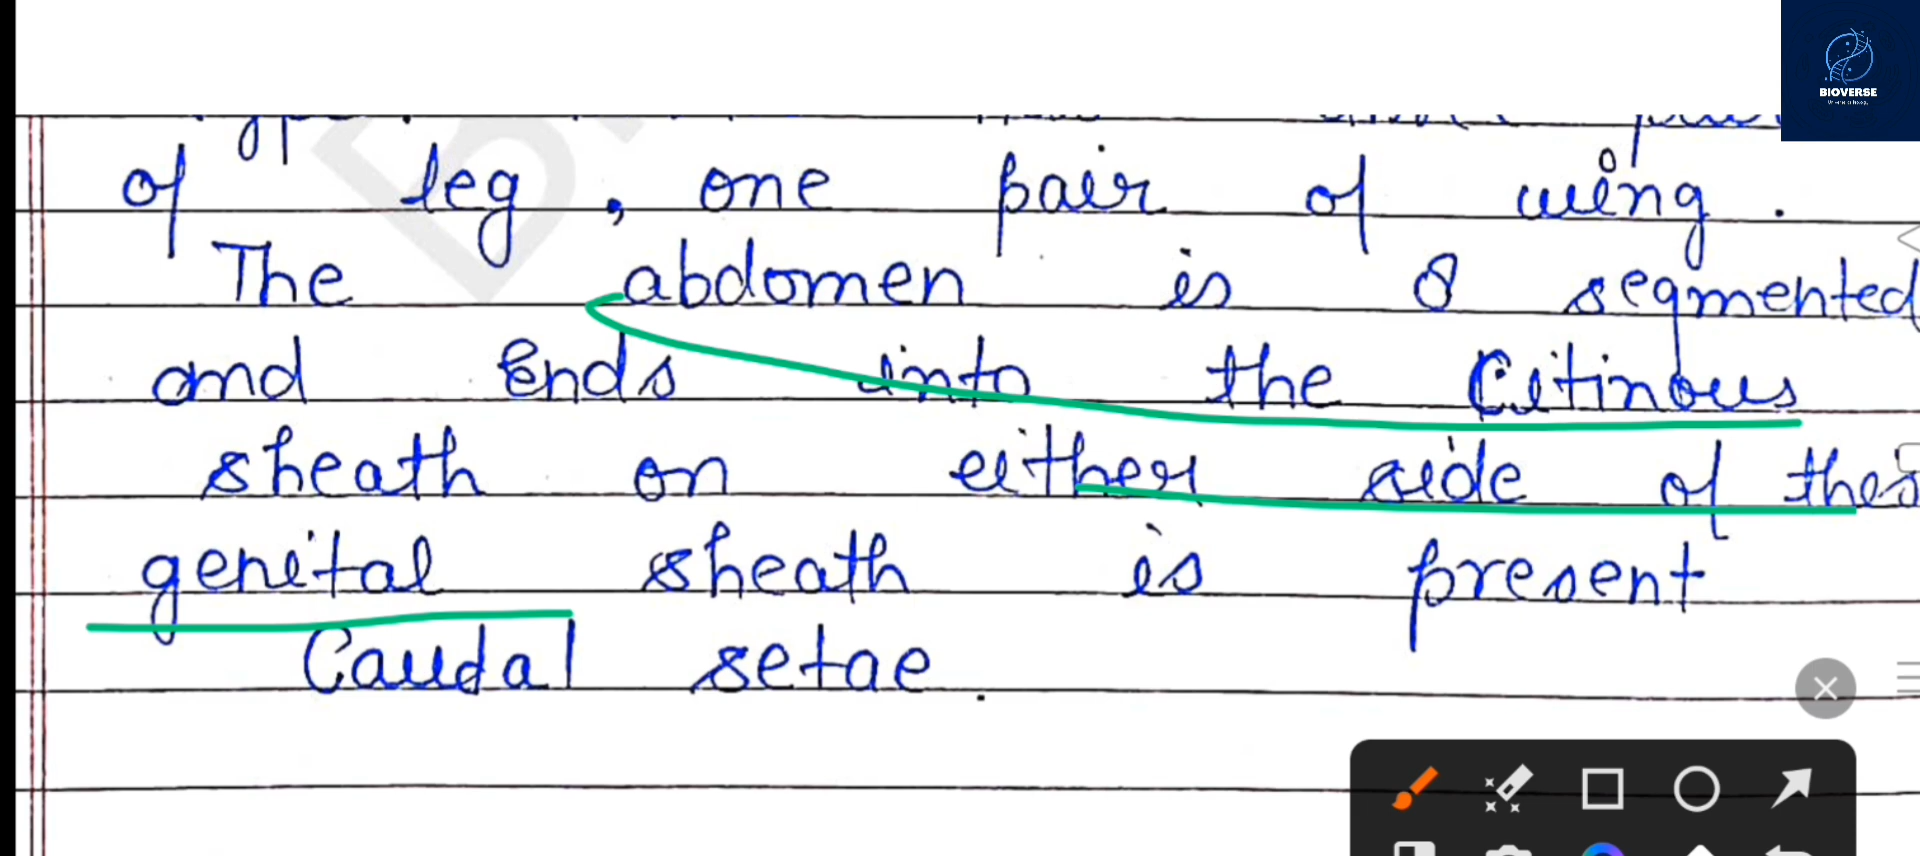 BIOVERSE
of leg, one pair of wing.
The abdomen is 8 segmented
and Ends into the Citinous
sheath on either side of the
genital sheath is present
Caudal setae.